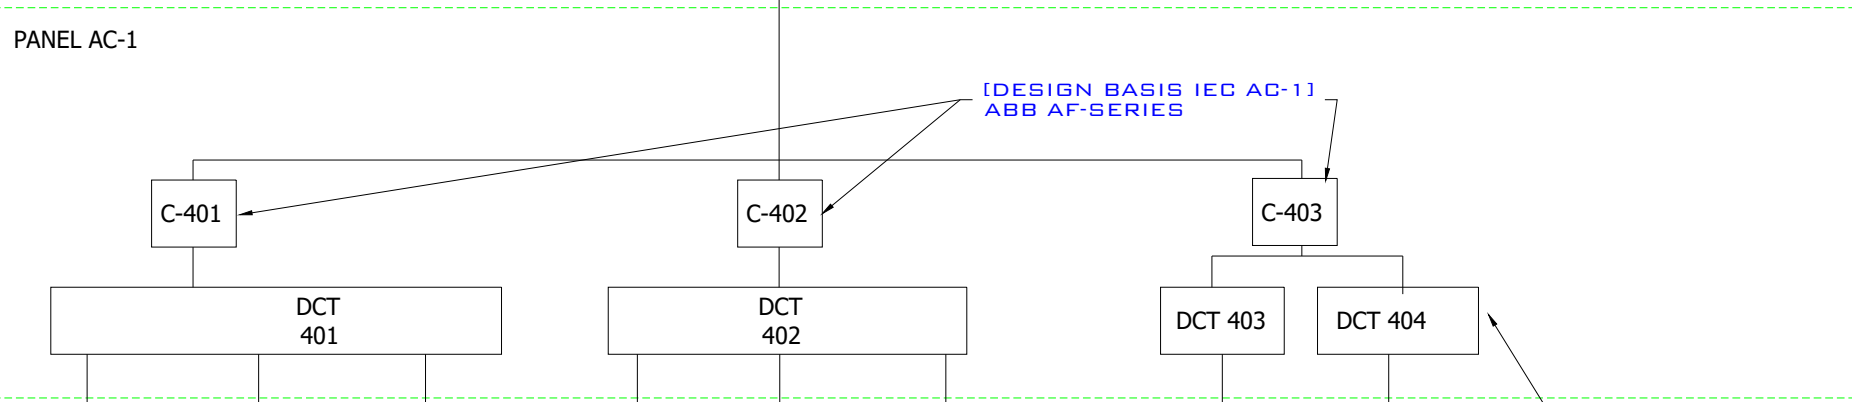 PANEL AC-1
[DESIGN BASIS IEC AC-1]
ABB AF-SERIES
C-401
C-402
C-403
DCT
401
DCT
402
DCT 403
DCT 404